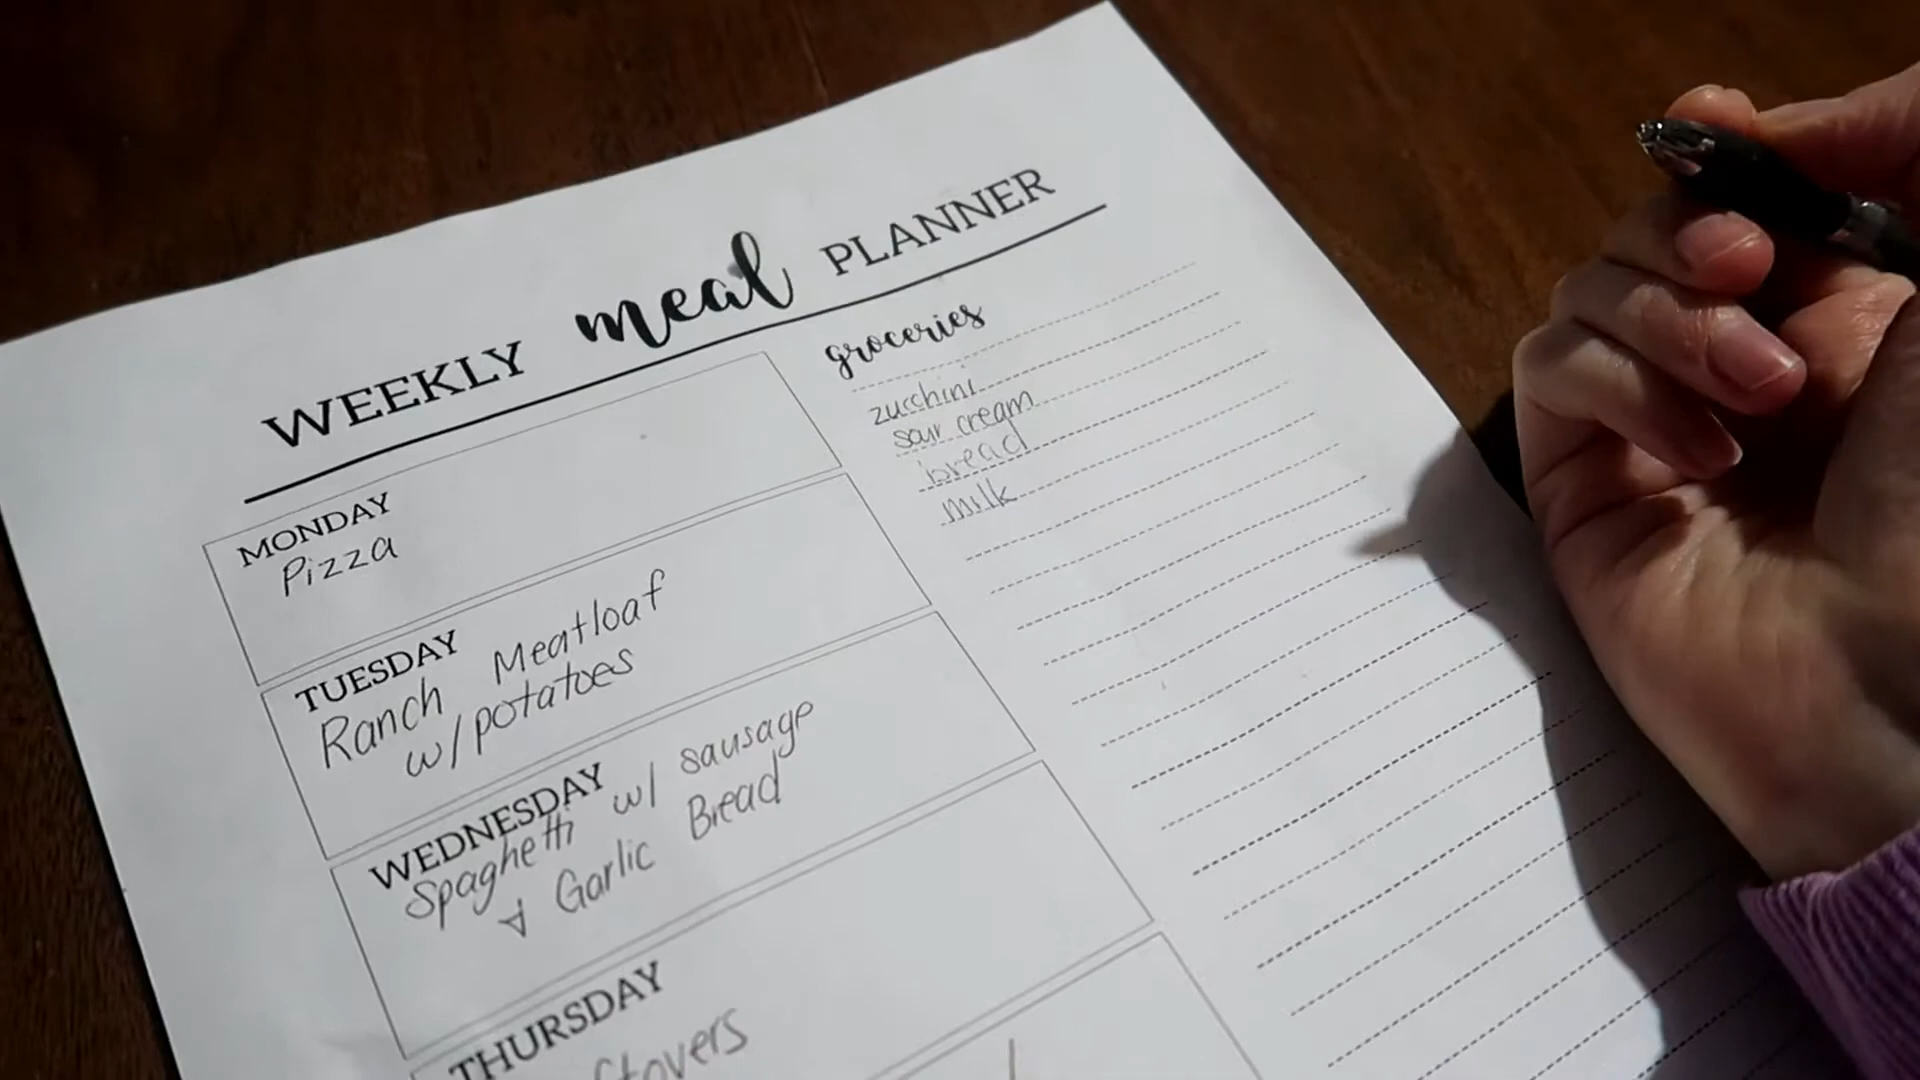 WEEKLY meal PLANNER
groceries
zucchini
sour cream
bread
milk
MONDAY
Pizza
TUESDAY
Ranch Meatloaf
w/potatoes
WEDNESDAY
Spaghetti w/ sausage
Garlic Bread
THURSDAY